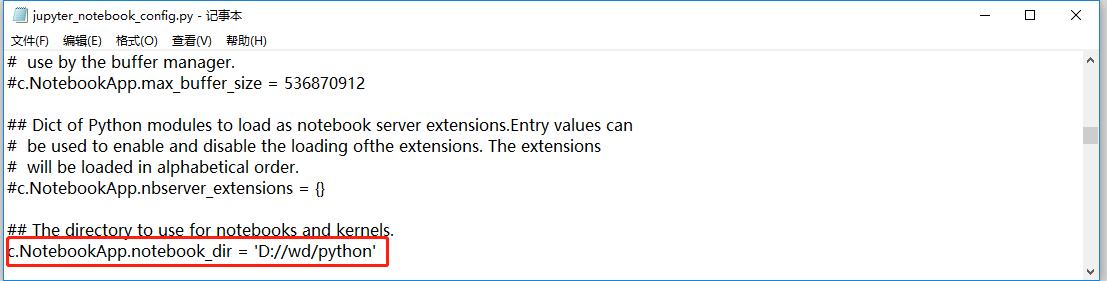 jupyter_notebook_config.py - 记事本
文件(F) 编辑(E) 格式(O) 查看(V) 帮助(H)
#  use by the buffer manager.
#c.NotebookApp.max_buffer_size = 536870912
## Dict of Python modules to load as notebook server extensions.Entry values can
#  be used to enable and disable the loading ofthe extensions. The extensions
#  will be loaded in alphabetical order.
#c.NotebookApp.nbserver_extensions = {}
## The directory to use for notebooks and kernels.
c.NotebookApp.notebook_dir = 'D://wd/python'